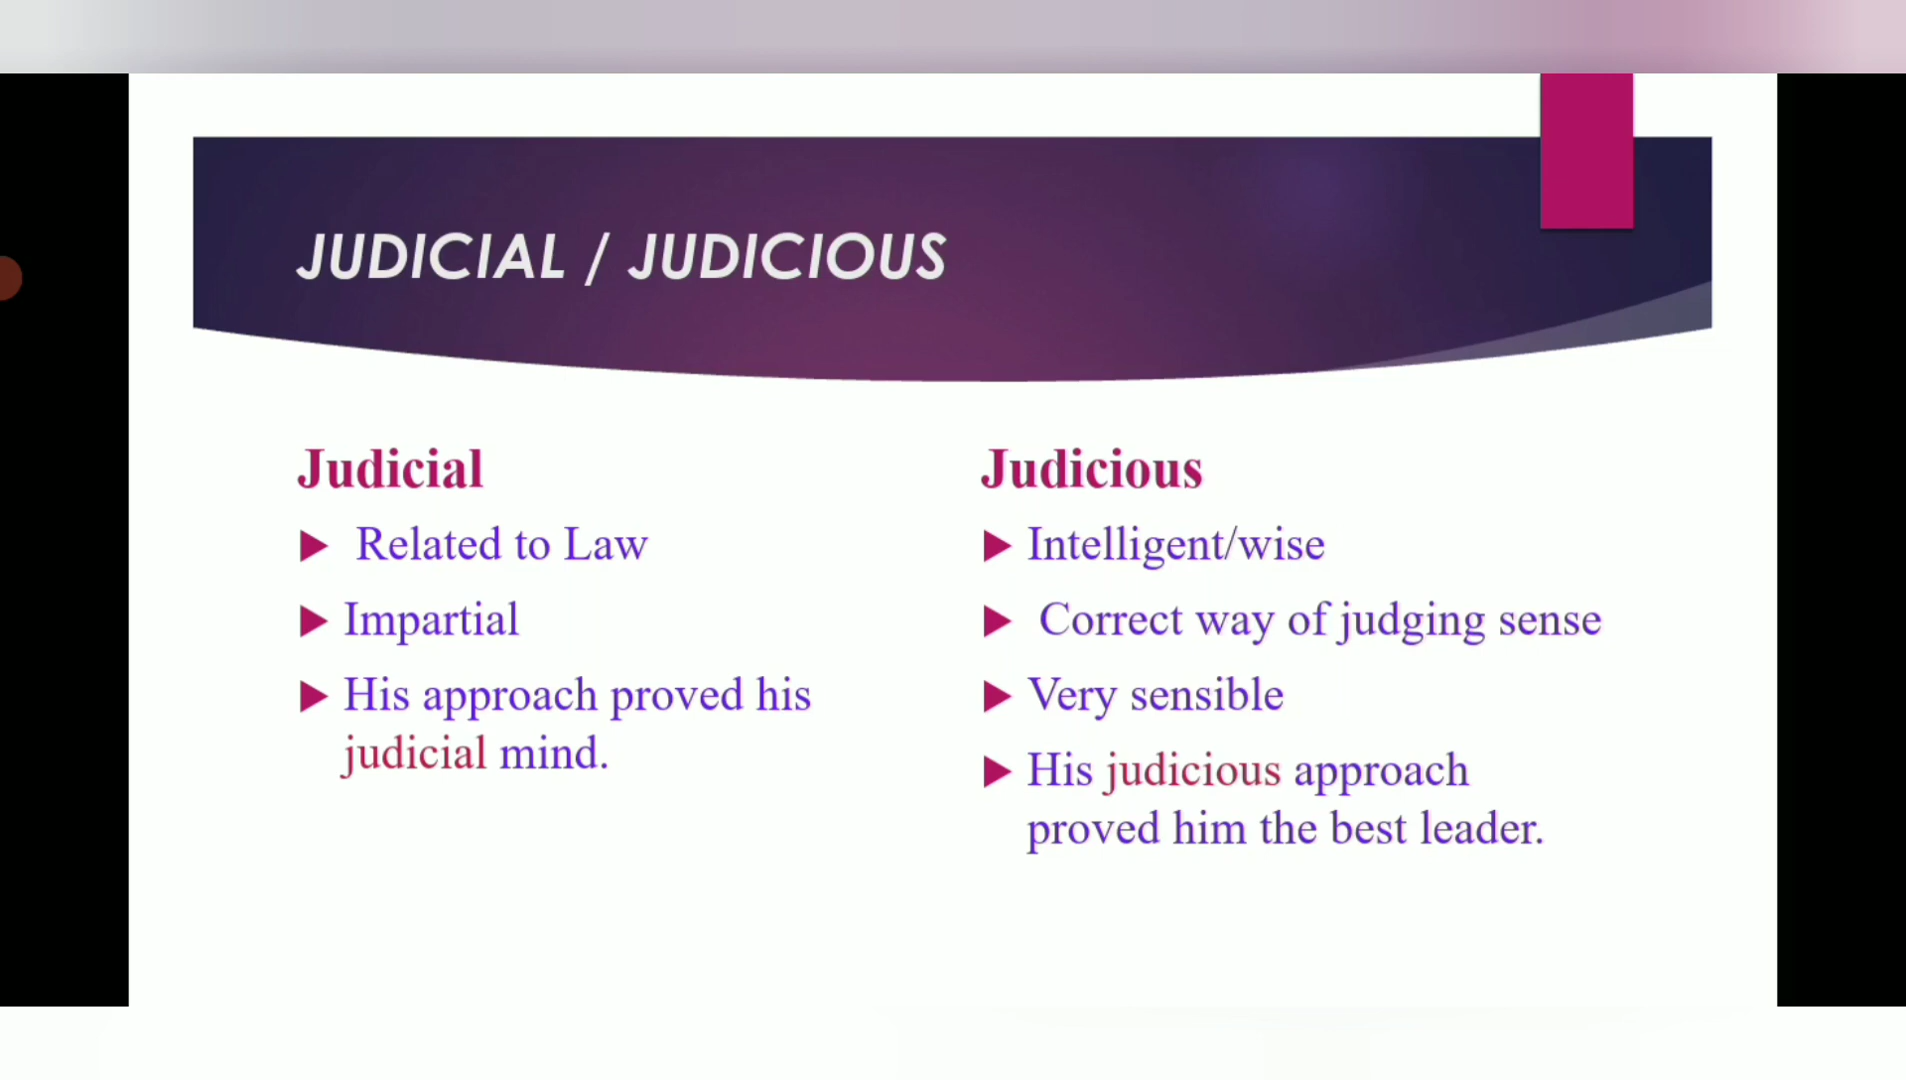 JUDICIAL / JUDICIOUS
Judicial
Related to Law
Impartial
His approach proved his
judicial mind.
Judicious
Intelligent/wise
Correct way of judging sense
Very sensible
His judicious approach
proved him the best leader.